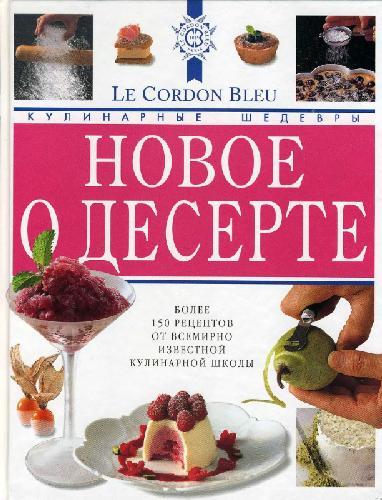 LE CORDON BLEU
КУЛИНАРНЫЕ ШЕДЕВРЫ
НОВОЕ
О ДЕСЕРТЕ
БОЛЕЕ
150 РЕЦЕПТОВ
ОТ ВСЕМИРНО
ИЗВЕСТНОЙ
КУЛИНАРНОЙ ШКОЛЫ